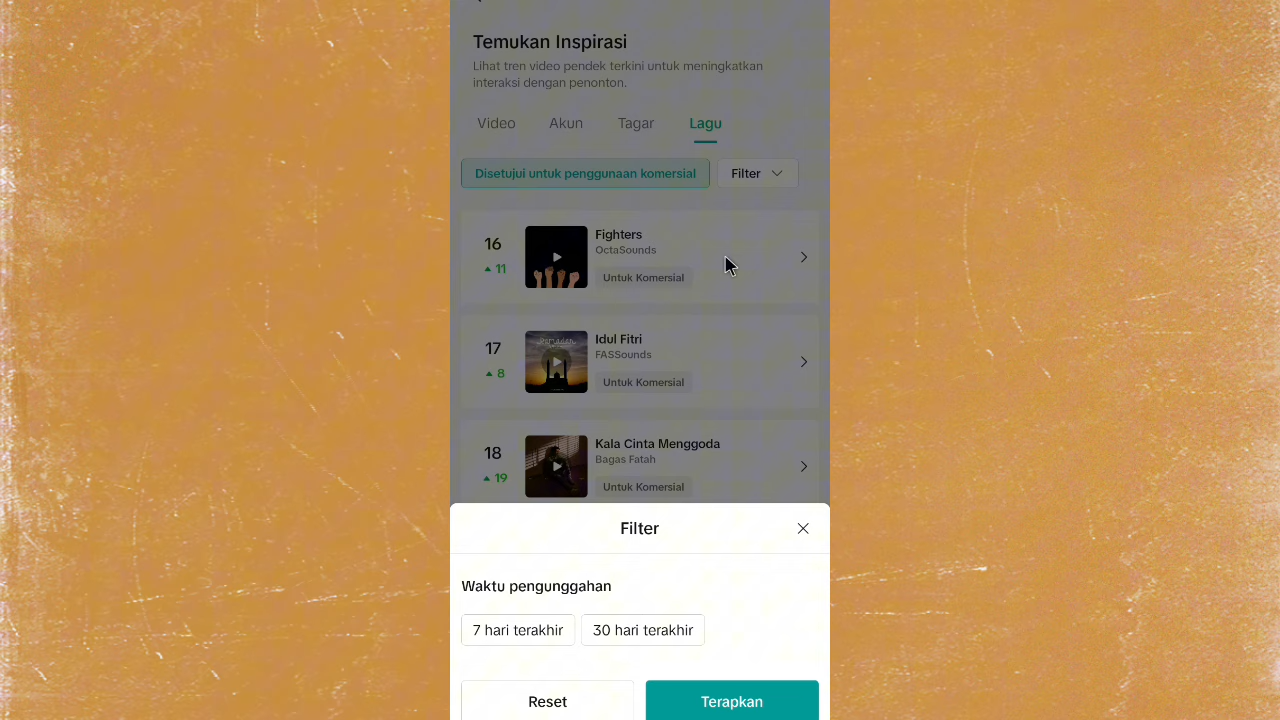 Temukan Inspirasi
Lihat tren video pendek terkini untuk meningkatkan
interaksi dengan penonton.
Video Akun Tagar Lagu
Disetujui untuk penggunaan komersial Filter
16
11
Fighters
OctaSounds
Untuk Komersial
17
8
Idul Fitri
FASSounds
Untuk Komersial
18
19
Kala Cinta Menggoda
Bagas Fatah
Untuk Komersial
Filter
Waktu pengunggahan
7 hari terakhir 30 hari terakhir
Reset Terapkan